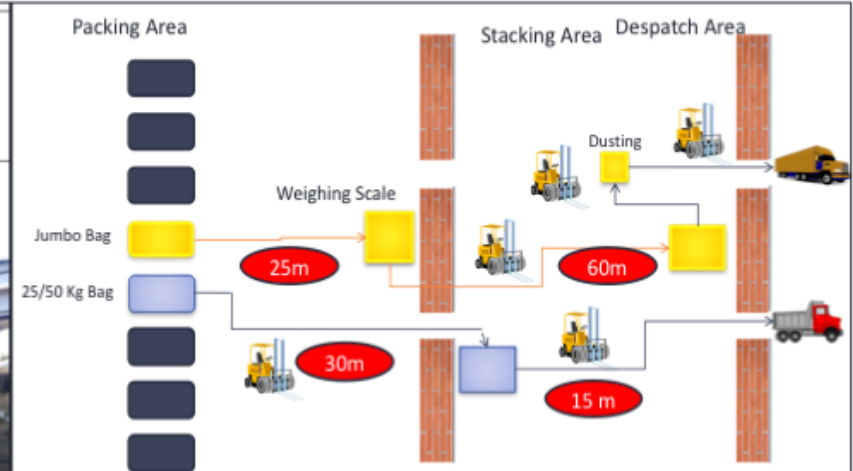 Packing Area
Stacking Area
Despatch Area
Dusting
Weighing Scale
Jumbo Bag
25m
60m
25/50 Kg Bag
30m
15 m